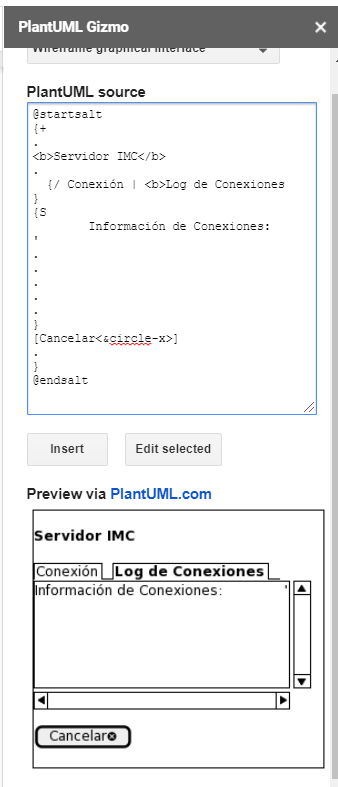 PlantUML Gizmo ×
Wireframe graphical interface
PlantUML source
@startsalt
{+
.
<b>Servidor IMC</b>
.
{/ Conexión | <b>Log de Conexiones
}
{S
Información de Conexiones:
'
.
.
.
.
.
}
[Cancelar<&circle-x>]
.
}
@endsalt
Insert Edit selected
Preview via PlantUML.com
Servidor IMC
Conexión Log de Conexiones
Información de Conexiones: '
Cancelar